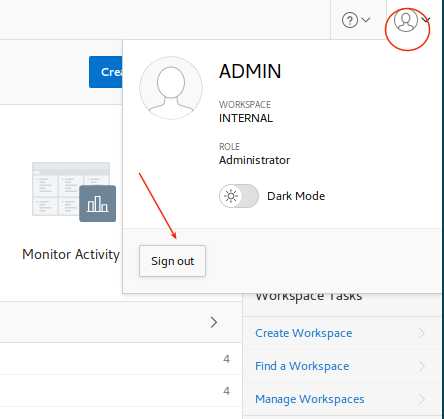 ?
Crea
ADMIN
WORKSPACE
INTERNAL
ROLE
Administrator
Dark Mode
Monitor Activity
Sign out
Workspace Tasks
Create Workspace
4
Find a Workspace
4
Manage Workspaces